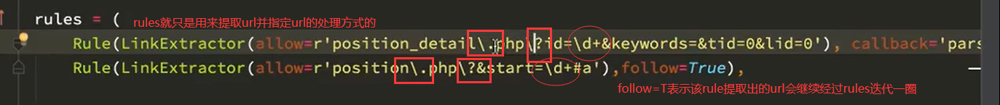 rules = (
rules就只是用来提取url并指定url的处理方式的
Rule(LinkExtractor(allow=r'position_detail\.php\?id=\d+&keywords=&tid=0&lid=0'), callback='pars
Rule(LinkExtractor(allow=r'position\.php\?&start=\d+#a'),follow=True),
follow=T表示该rule提取出的url会继续经过rules迭代一圈